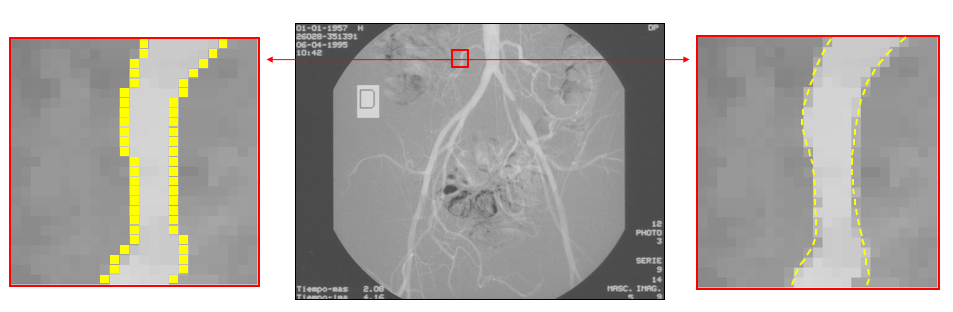 01-01-1957 H
DP
26028-351391
06-04-1995
10:42
D
12
PHOTO
3
SERIE
9
14
Tiempo-mas 2.08
MASC. IMAG.
Tiempo-ima 4.16
5 9